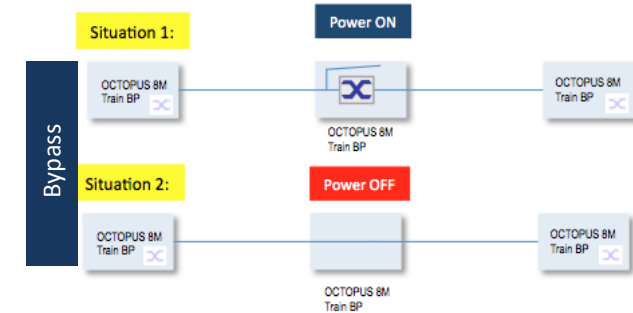 Bypass
Situation 1:
Power ON
OCTOPUS 8M
Train BP
OCTOPUS 8M
Train BP
OCTOPUS 8M
Train BP
Situation 2:
Power OFF
OCTOPUS 8M
Train BP
OCTOPUS 8M
Train BP
OCTOPUS 8M
Train BP